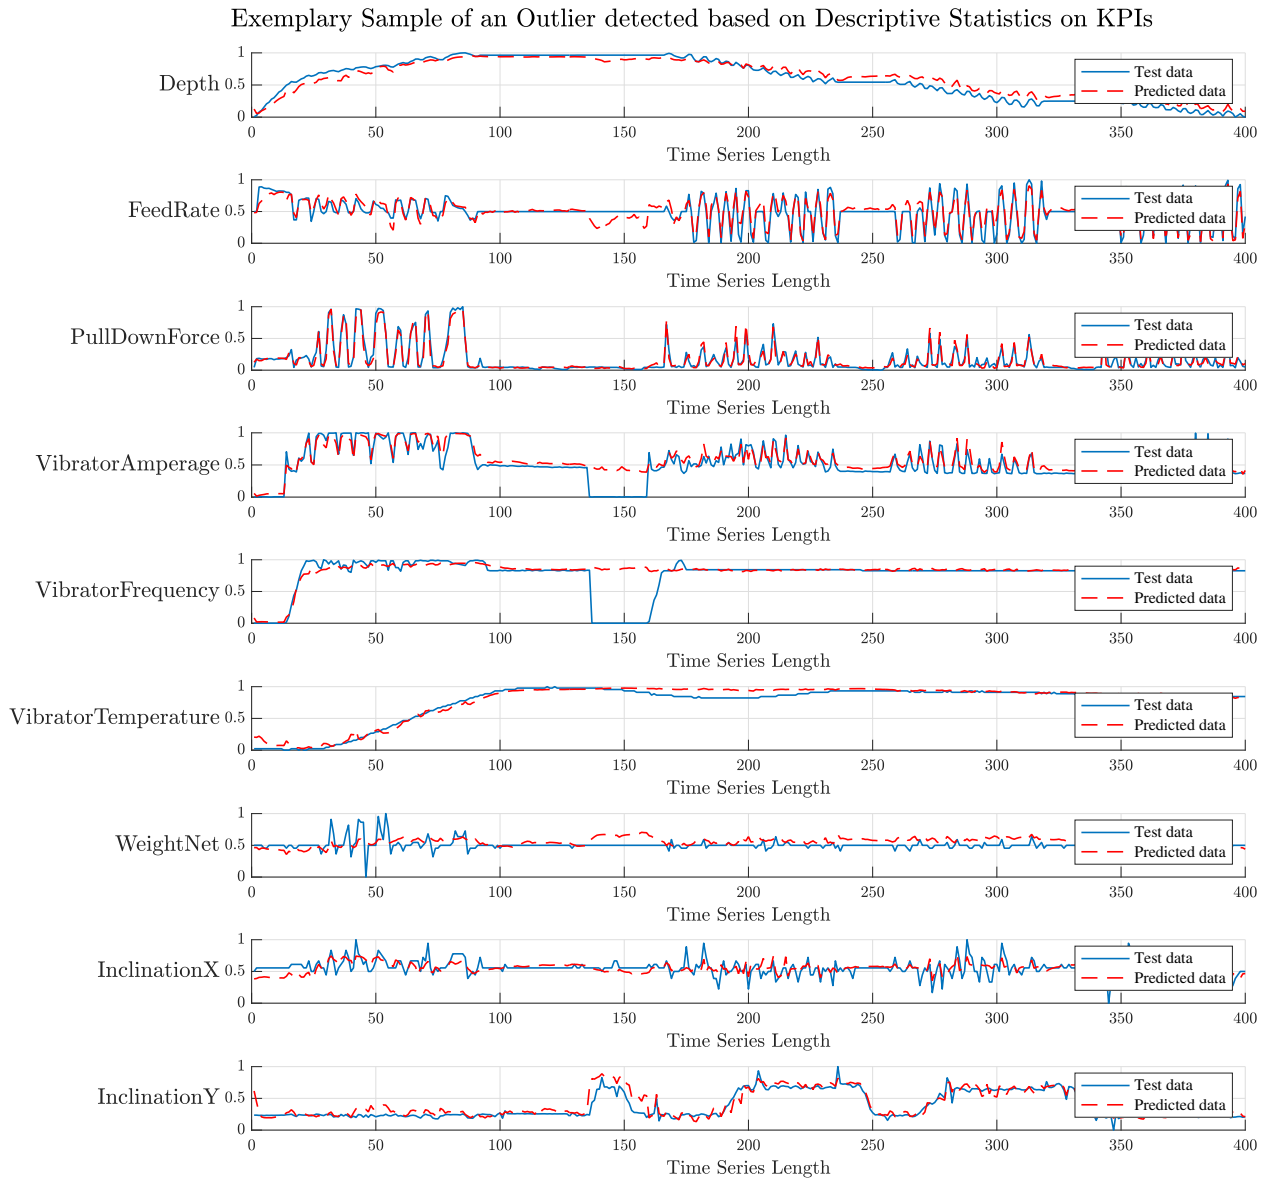 Exemplary Sample of an Outlier detected based on Descriptive Statistics on KPIs
Depth
1
0.5
0
Test data
Predicted data
0 50 100 150 200 250 300 350 400
Time Series Length
FeedRate
1
0.5
0
Test data
Predicted data
0 50 100 150 200 250 300 350 400
Time Series Length
PullDownForce
1
0.5
0
Test data
Predicted data
0 50 100 150 200 250 300 350 400
Time Series Length
VibratorAmperage
1
0.5
0
Test data
Predicted data
0 50 100 150 200 250 300 350 400
Time Series Length
VibratorFrequency
1
0.5
0
Test data
Predicted data
0 50 100 150 200 250 300 350 400
Time Series Length
VibratorTemperature
1
0.5
0
Test data
Predicted data
0 50 100 150 200 250 300 350 400
Time Series Length
WeightNet
1
0.5
0
Test data
Predicted data
0 50 100 150 200 250 300 350 400
Time Series Length
InclinationX
1
0.5
0
Test data
Predicted data
0 50 100 150 200 250 300 350 400
Time Series Length
InclinationY
1
0.5
0
Test data
Predicted data
0 50 100 150 200 250 300 350 400
Time Series Length